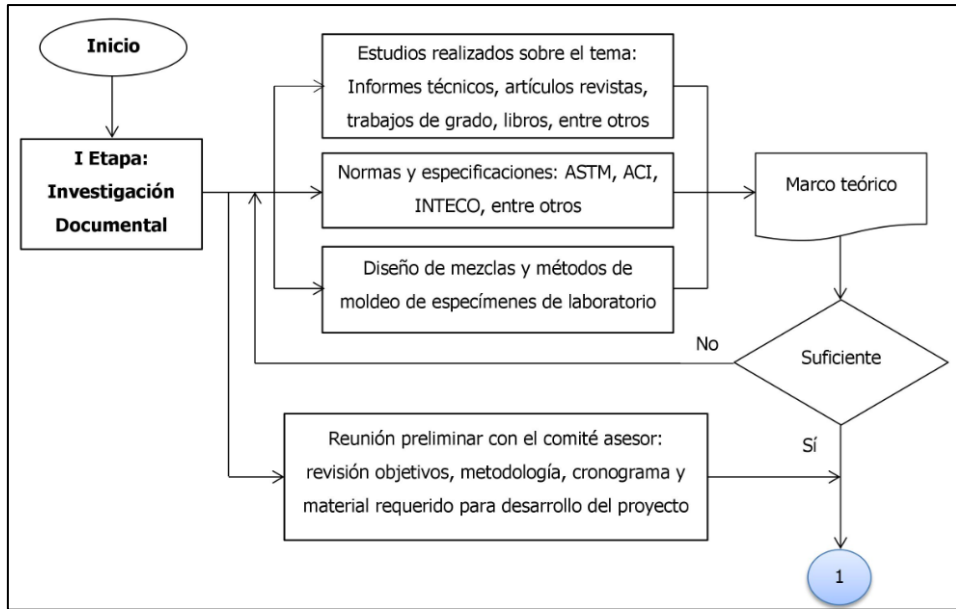 Inicio
I Etapa:
Investigación
Documental
Estudios realizados sobre el tema:
Informes técnicos, artículos revistas,
trabajos de grado, libros, entre otros
Normas y especificaciones: ASTM, ACI,
INTECO, entre otros
Diseño de mezclas y métodos de
moldeo de especímenes de laboratorio
Marco teórico
Suficiente
No
Sí
Reunión preliminar con el comité asesor:
revisión objetivos, metodología, cronograma y
material requerido para desarrollo del proyecto
1